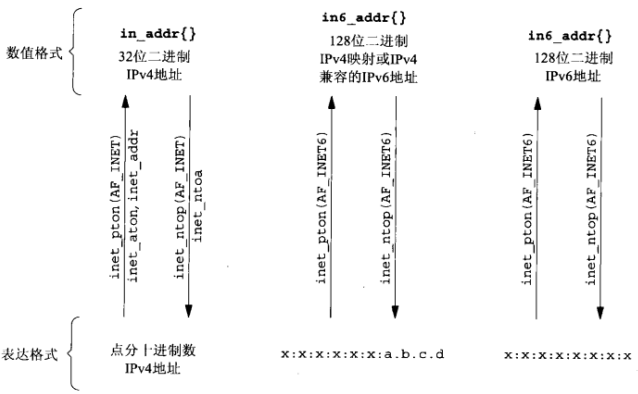 in_addr{}
in6_addr{}
in6_addr{}
数值格式
32位二进制
IPv4地址
128位二进制
IPv4映射或IPv4
兼容的IPv6地址
128位二进制
IPv6地址
inet_pton(AF_INET)
inet_aton,inet_addr
inet_ntop(AF_INET)
inet_ntoa
inet_pton(AF_INET6)
inet_ntop(AF_INET6)
inet_pton(AF_INET6)
inet_ntop(AF_INET6)
表达格式
点分十进制数
IPv4地址
x:x:x:x:x:x:a.b.c.d
x:x:x:x:x:x:x:x